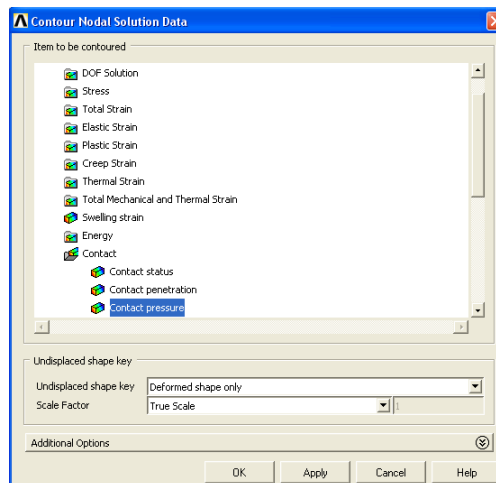 Contour Nodal Solution Data
Item to be contoured
DOF Solution
Stress
Total Strain
Elastic Strain
Plastic Strain
Creep Strain
Thermal Strain
Total Mechanical and Thermal Strain
Swelling strain
Energy
Contact
Contact status
Contact penetration
Contact pressure
Undisplaced shape key
Undisplaced shape key Deformed shape only
Scale Factor True Scale 1
Additional Options
OK Apply Cancel Help